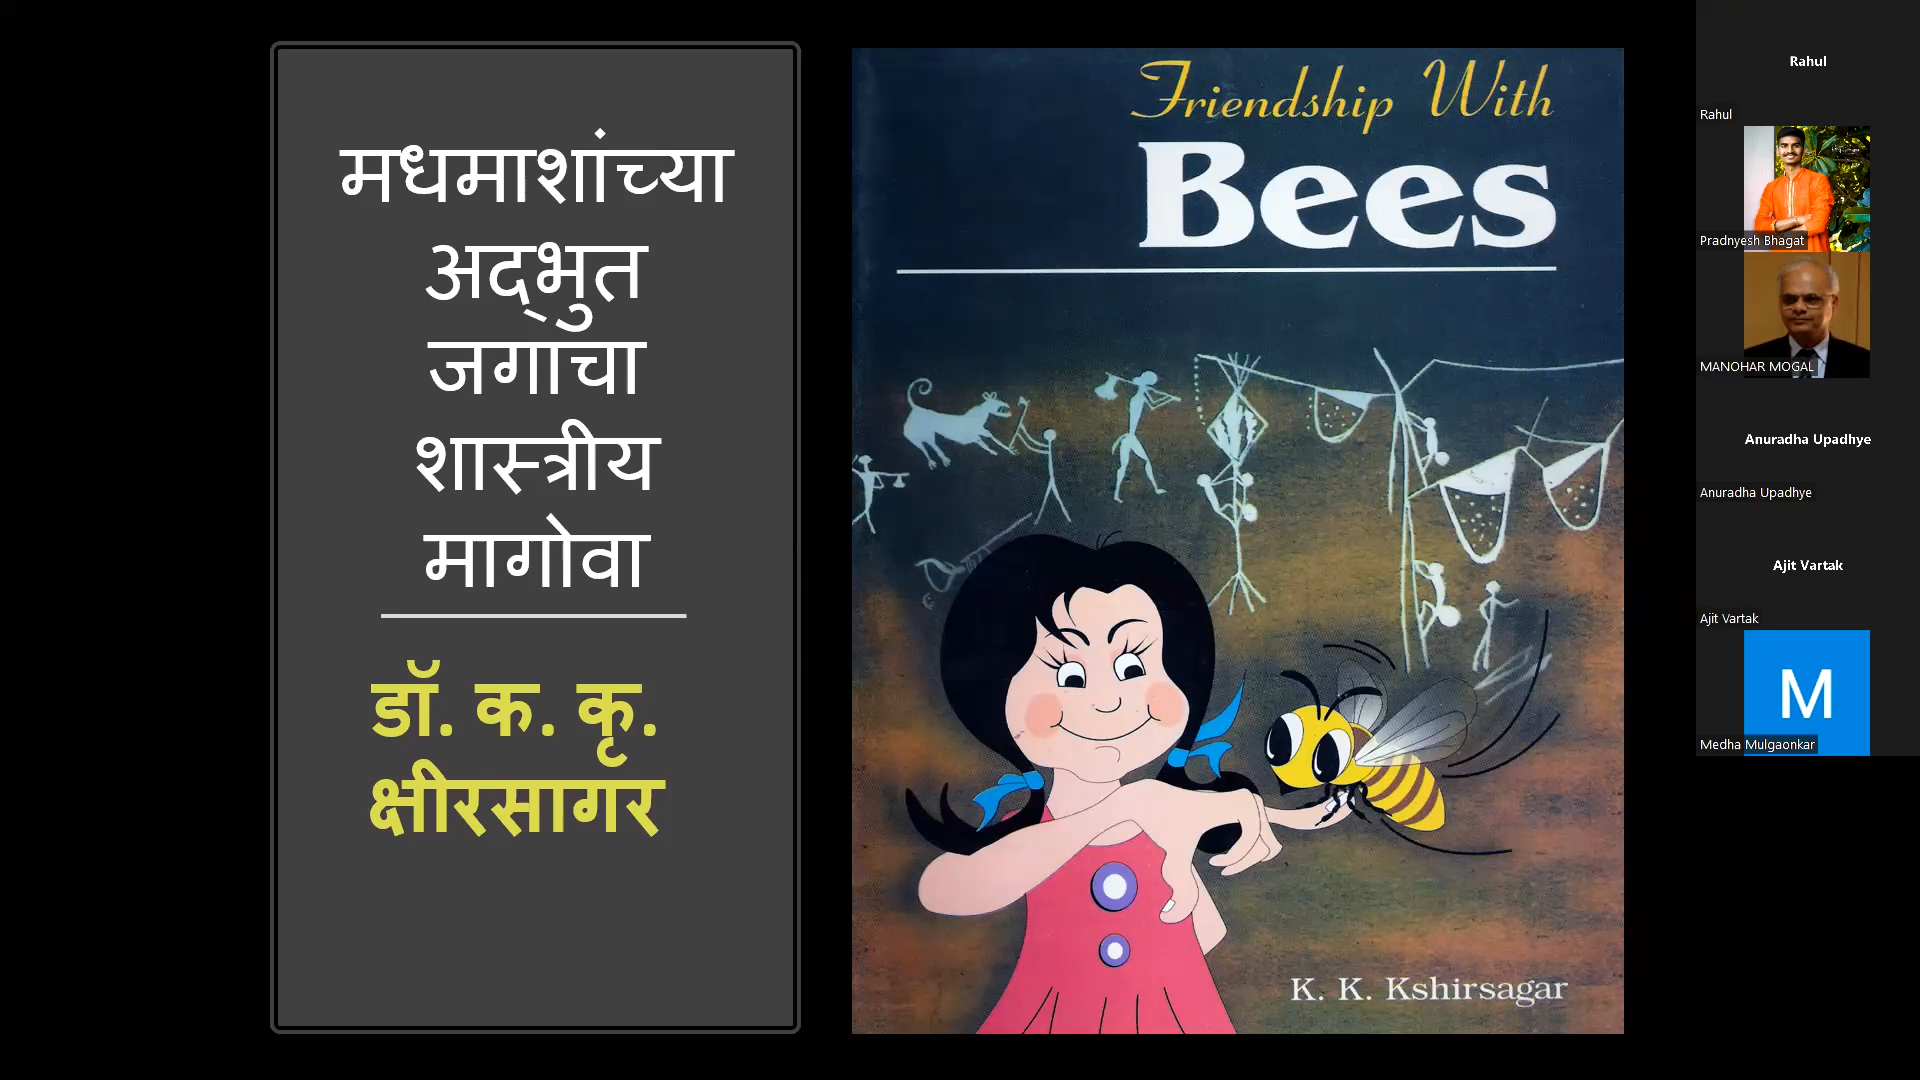 मधमाशांच्या
अद्‌भुत
जगाचा
शास्त्रीय
मागोवा
डॉ. क. कृ.
क्षीरसागर
Friendship With
Bees
K. K. Kshirsagar
Rahul
Rahul
Pradnyesh Bhagat
MANOHAR MOGAL
Anuradha Upadhye
Anuradha Upadhye
Ajit Vartak
Ajit Vartak
M
Medha Mulgaonkar